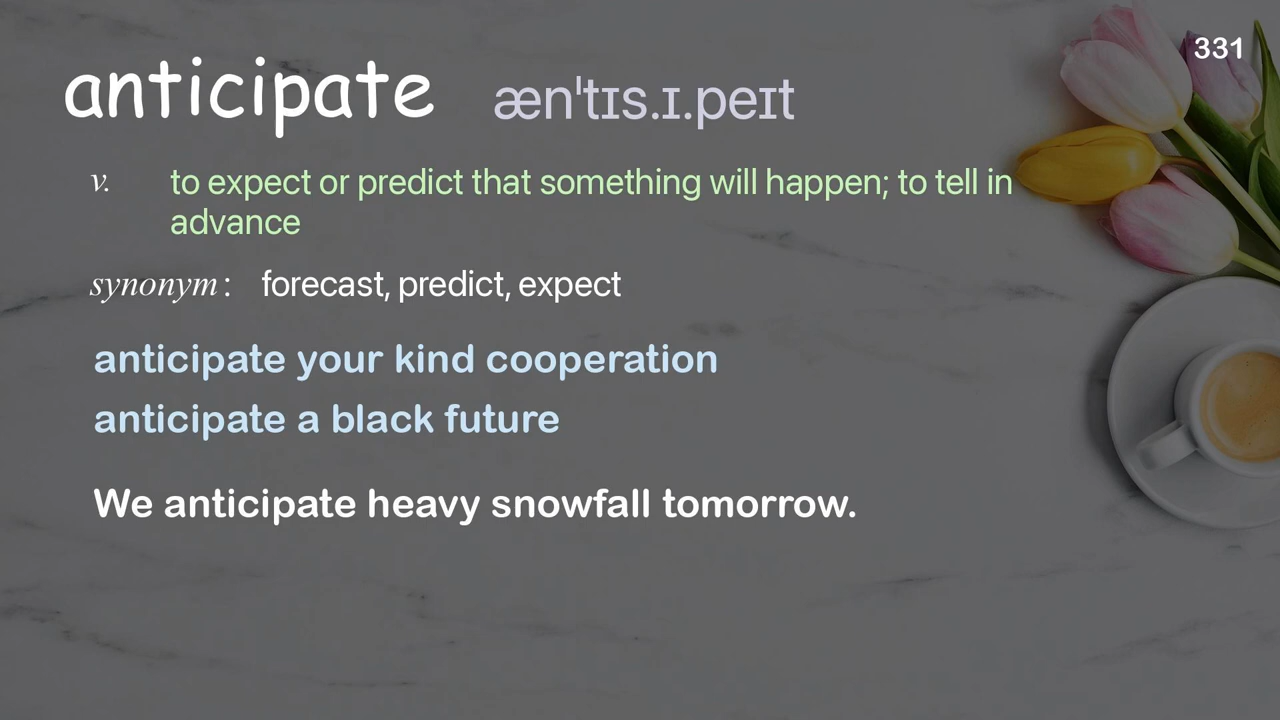 331
anticipate æn'tɪs.ɪ.peɪt
v. to expect or predict that something will happen; to tell in
advance
synonym: forecast, predict, expect
anticipate your kind cooperation
anticipate a black future
We anticipate heavy snowfall tomorrow.